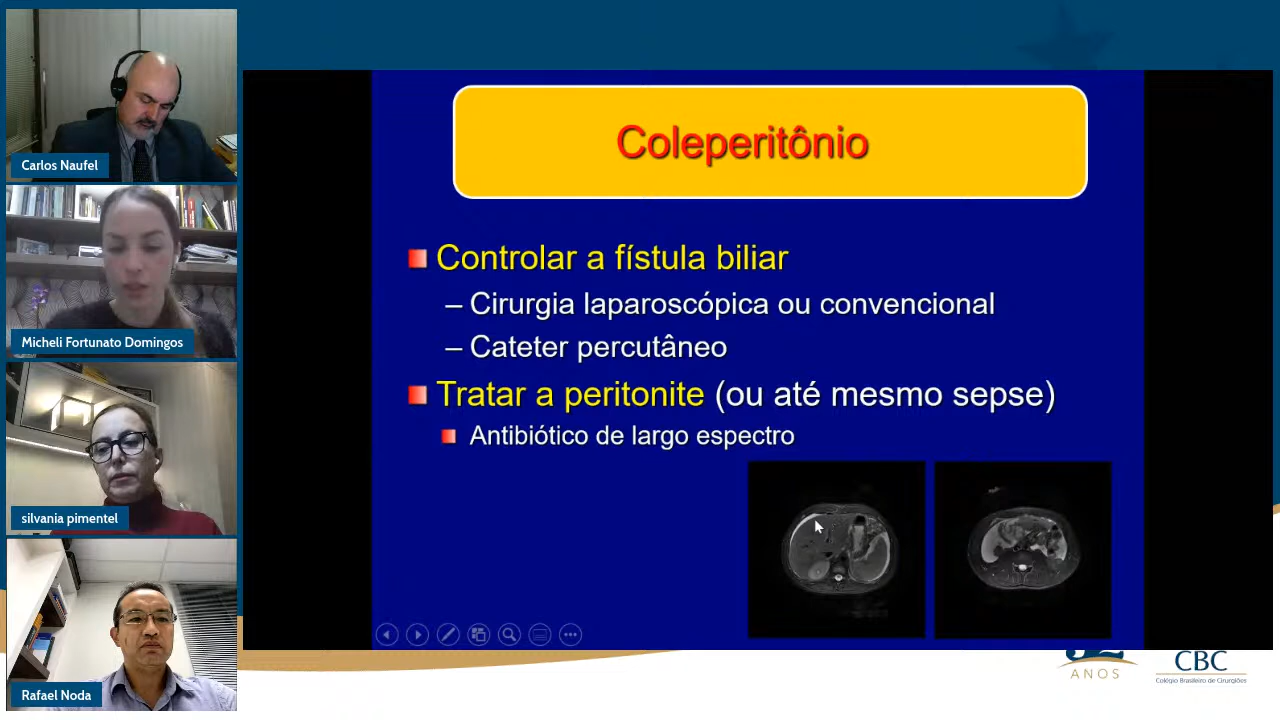 Carlos Naufel
Micheli Fortunato Domingos
silvania pimentel
Rafael Noda
Coleperitônio
Controlar a fístula biliar
– Cirurgia laparoscópica ou convencional
– Cateter percutâneo
Tratar a peritonite (ou até mesmo sepse)
Antibiótico de largo espectro
ANOS
CBC
Colégio Brasileiro de Cirurgiões